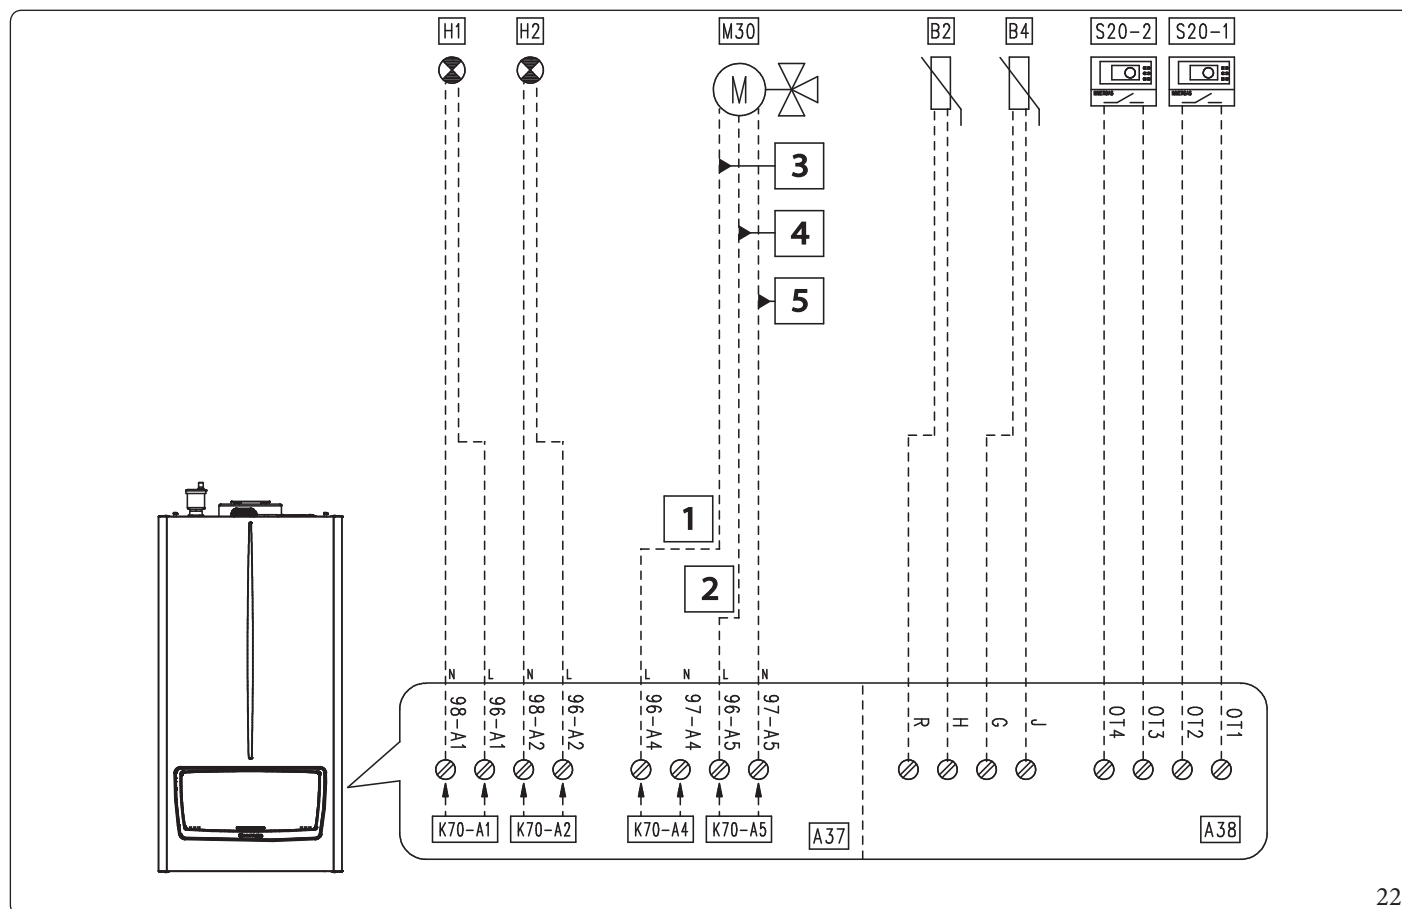 H1 H2 M30 B2 B4 S20-2 S20-1
M
IMMERGAS IMMERGAS
3
4
5
1
2
N L N L L N L N
98-A1 96-A1 98-A2 96-A2 96-A4 97-A4 96-A5 97-A5 R H G J OT4 OT3 OT2 OT1
K70-A1 K70-A2 K70-A4 K70-A5 A37 A38
22